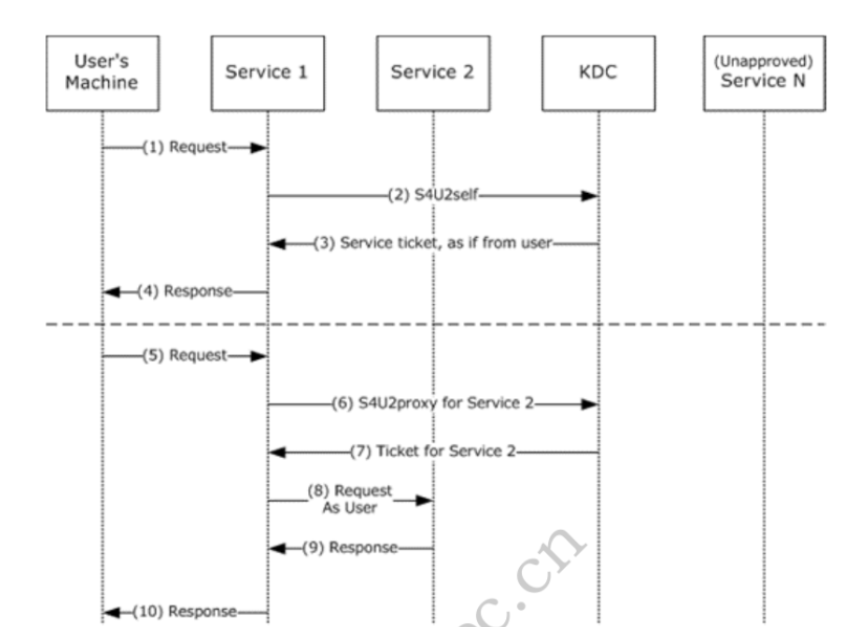 User's
Machine
Service 1
Service 2
KDC
(Unapproved)
Service N
(1) Request
(2) S4U2self
(3) Service ticket, as if from user
(4) Response
(5) Request
(6) S4U2proxy for Service 2
(7) Ticket for Service 2
(8) Request
As User
(9) Response
(10) Response
c.cn